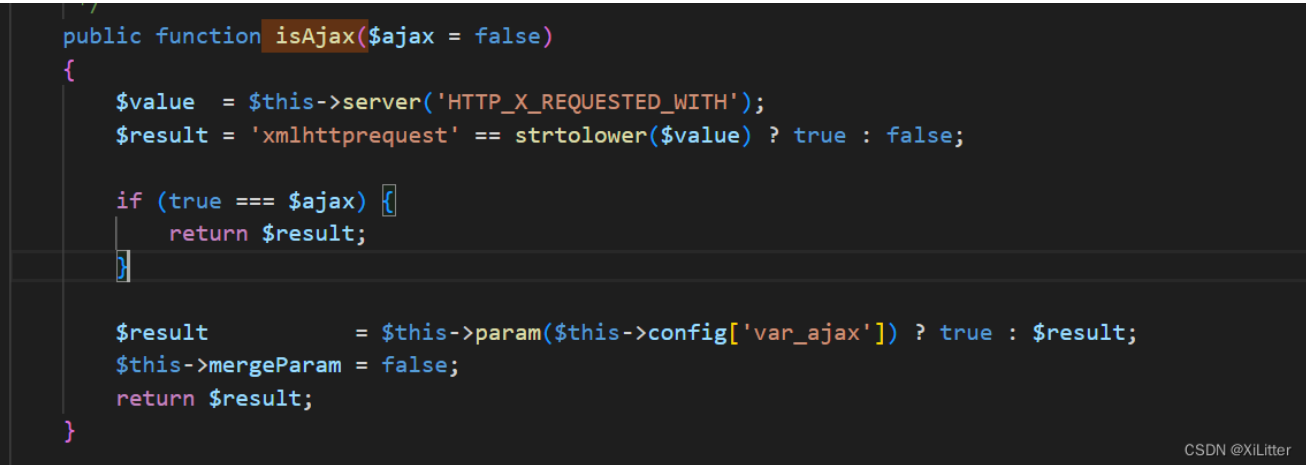 */
public function isAjax($ajax = false)
{
$value  = $this->server('HTTP_X_REQUESTED_WITH');
$result = 'xmlhttprequest' == strtolower($value) ? true : false;
if (true === $ajax) {
return $result;
}
$result           = $this->param($this->config['var_ajax']) ? true : $result;
$this->mergeParam = false;
return $result;
}
CSDN @XiLitter